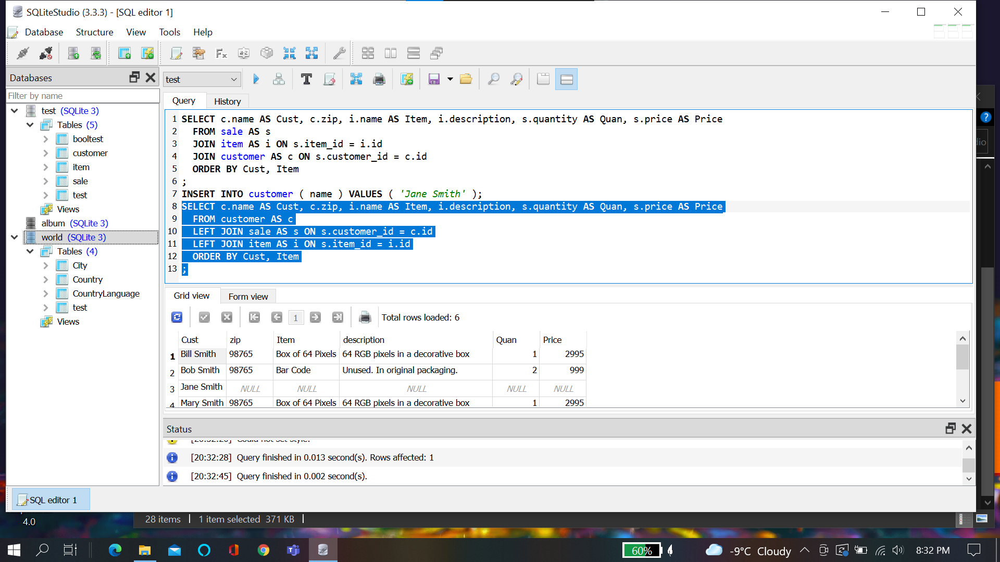 SQLiteStudio (3.3.3) - [SQL editor 1]
Database Structure View Tools Help
Databases
test
Filter by name
Query History
test (SQLite 3)
Tables (5)
booltest
customer
item
sale
test
Views
album (SQLite 3)
world (SQLite 3)
Tables (4)
City
Country
CountryLanguage
test
Views
1 SELECT c.name AS Cust, c.zip, i.name AS Item, i.description, s.quantity AS Quan, s.price AS Price
2 FROM sale AS s
3 JOIN item AS i ON s.item_id = i.id
4 JOIN customer AS c ON s.customer_id = c.id
5 ORDER BY Cust, Item
6 ;
7 INSERT INTO customer ( name ) VALUES ( 'Jane Smith' );
8 SELECT c.name AS Cust, c.zip, i.name AS Item, i.description, s.quantity AS Quan, s.price AS Price
9 FROM customer AS c
10 LEFT JOIN sale AS s ON s.customer_id = c.id
11 LEFT JOIN item AS i ON s.item_id = i.id
12 ORDER BY Cust, Item
13 ;
Grid view Form view
1 Total rows loaded: 6
Cust zip Item description Quan Price
1 Bill Smith 98765 Box of 64 Pixels 64 RGB pixels in a decorative box 1 2995
2 Bob Smith 98765 Bar Code Unused. In original packaging. 2 999
3 Jane Smith NULL NULL NULL NULL NULL
4 Mary Smith 98765 Box of 64 Pixels 64 RGB pixels in a decorative box 1 2995
Status
[20:32:28] Query finished in 0.013 second(s). Rows affected: 1
[20:32:45] Query finished in 0.002 second(s).
SQL editor 1
4.0
28 items 1 item selected 371 KB
60% -9°C Cloudy 8:32 PM